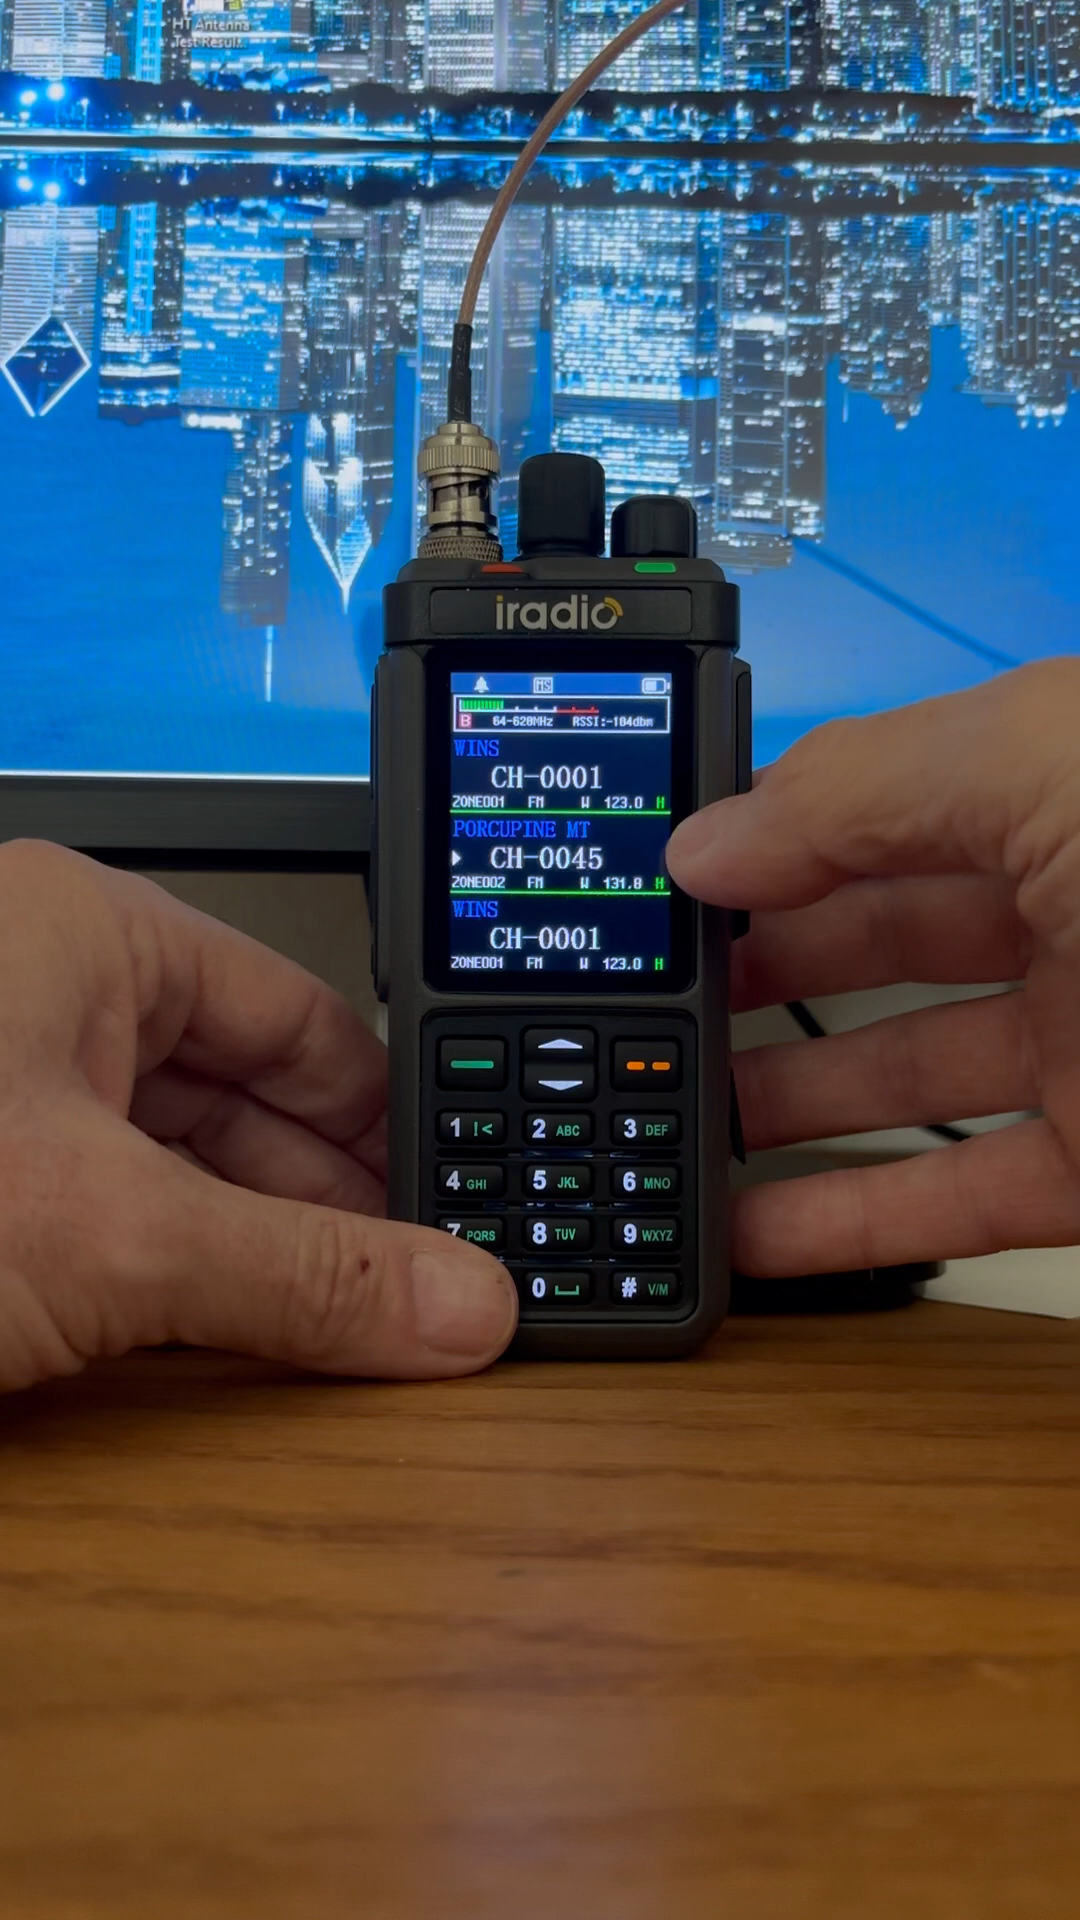 HT Antenna
Test Resul...
iradio
MS
B 64-620MHz RSSI:-104dbm
WINS
CH-0001
ZONE001 FM W 123.0 H
PORCUPINE MT
CH-0045
ZONE002 FM W 131.8 H
WINS
CH-0001
ZONE001 FM W 123.0 H
1 !< 2 ABC 3 DEF
4 GHI 5 JKL 6 MNO
7 PQRS 8 TUV 9 WXYZ
0 # V/M